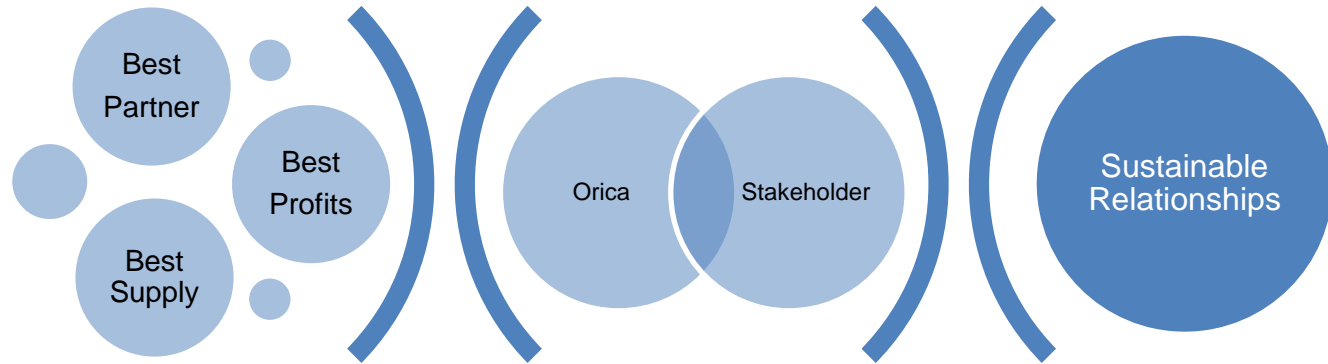 Best
Partner
Best
Profits
Best
Supply
Orica
Stakeholder
Sustainable
Relationships